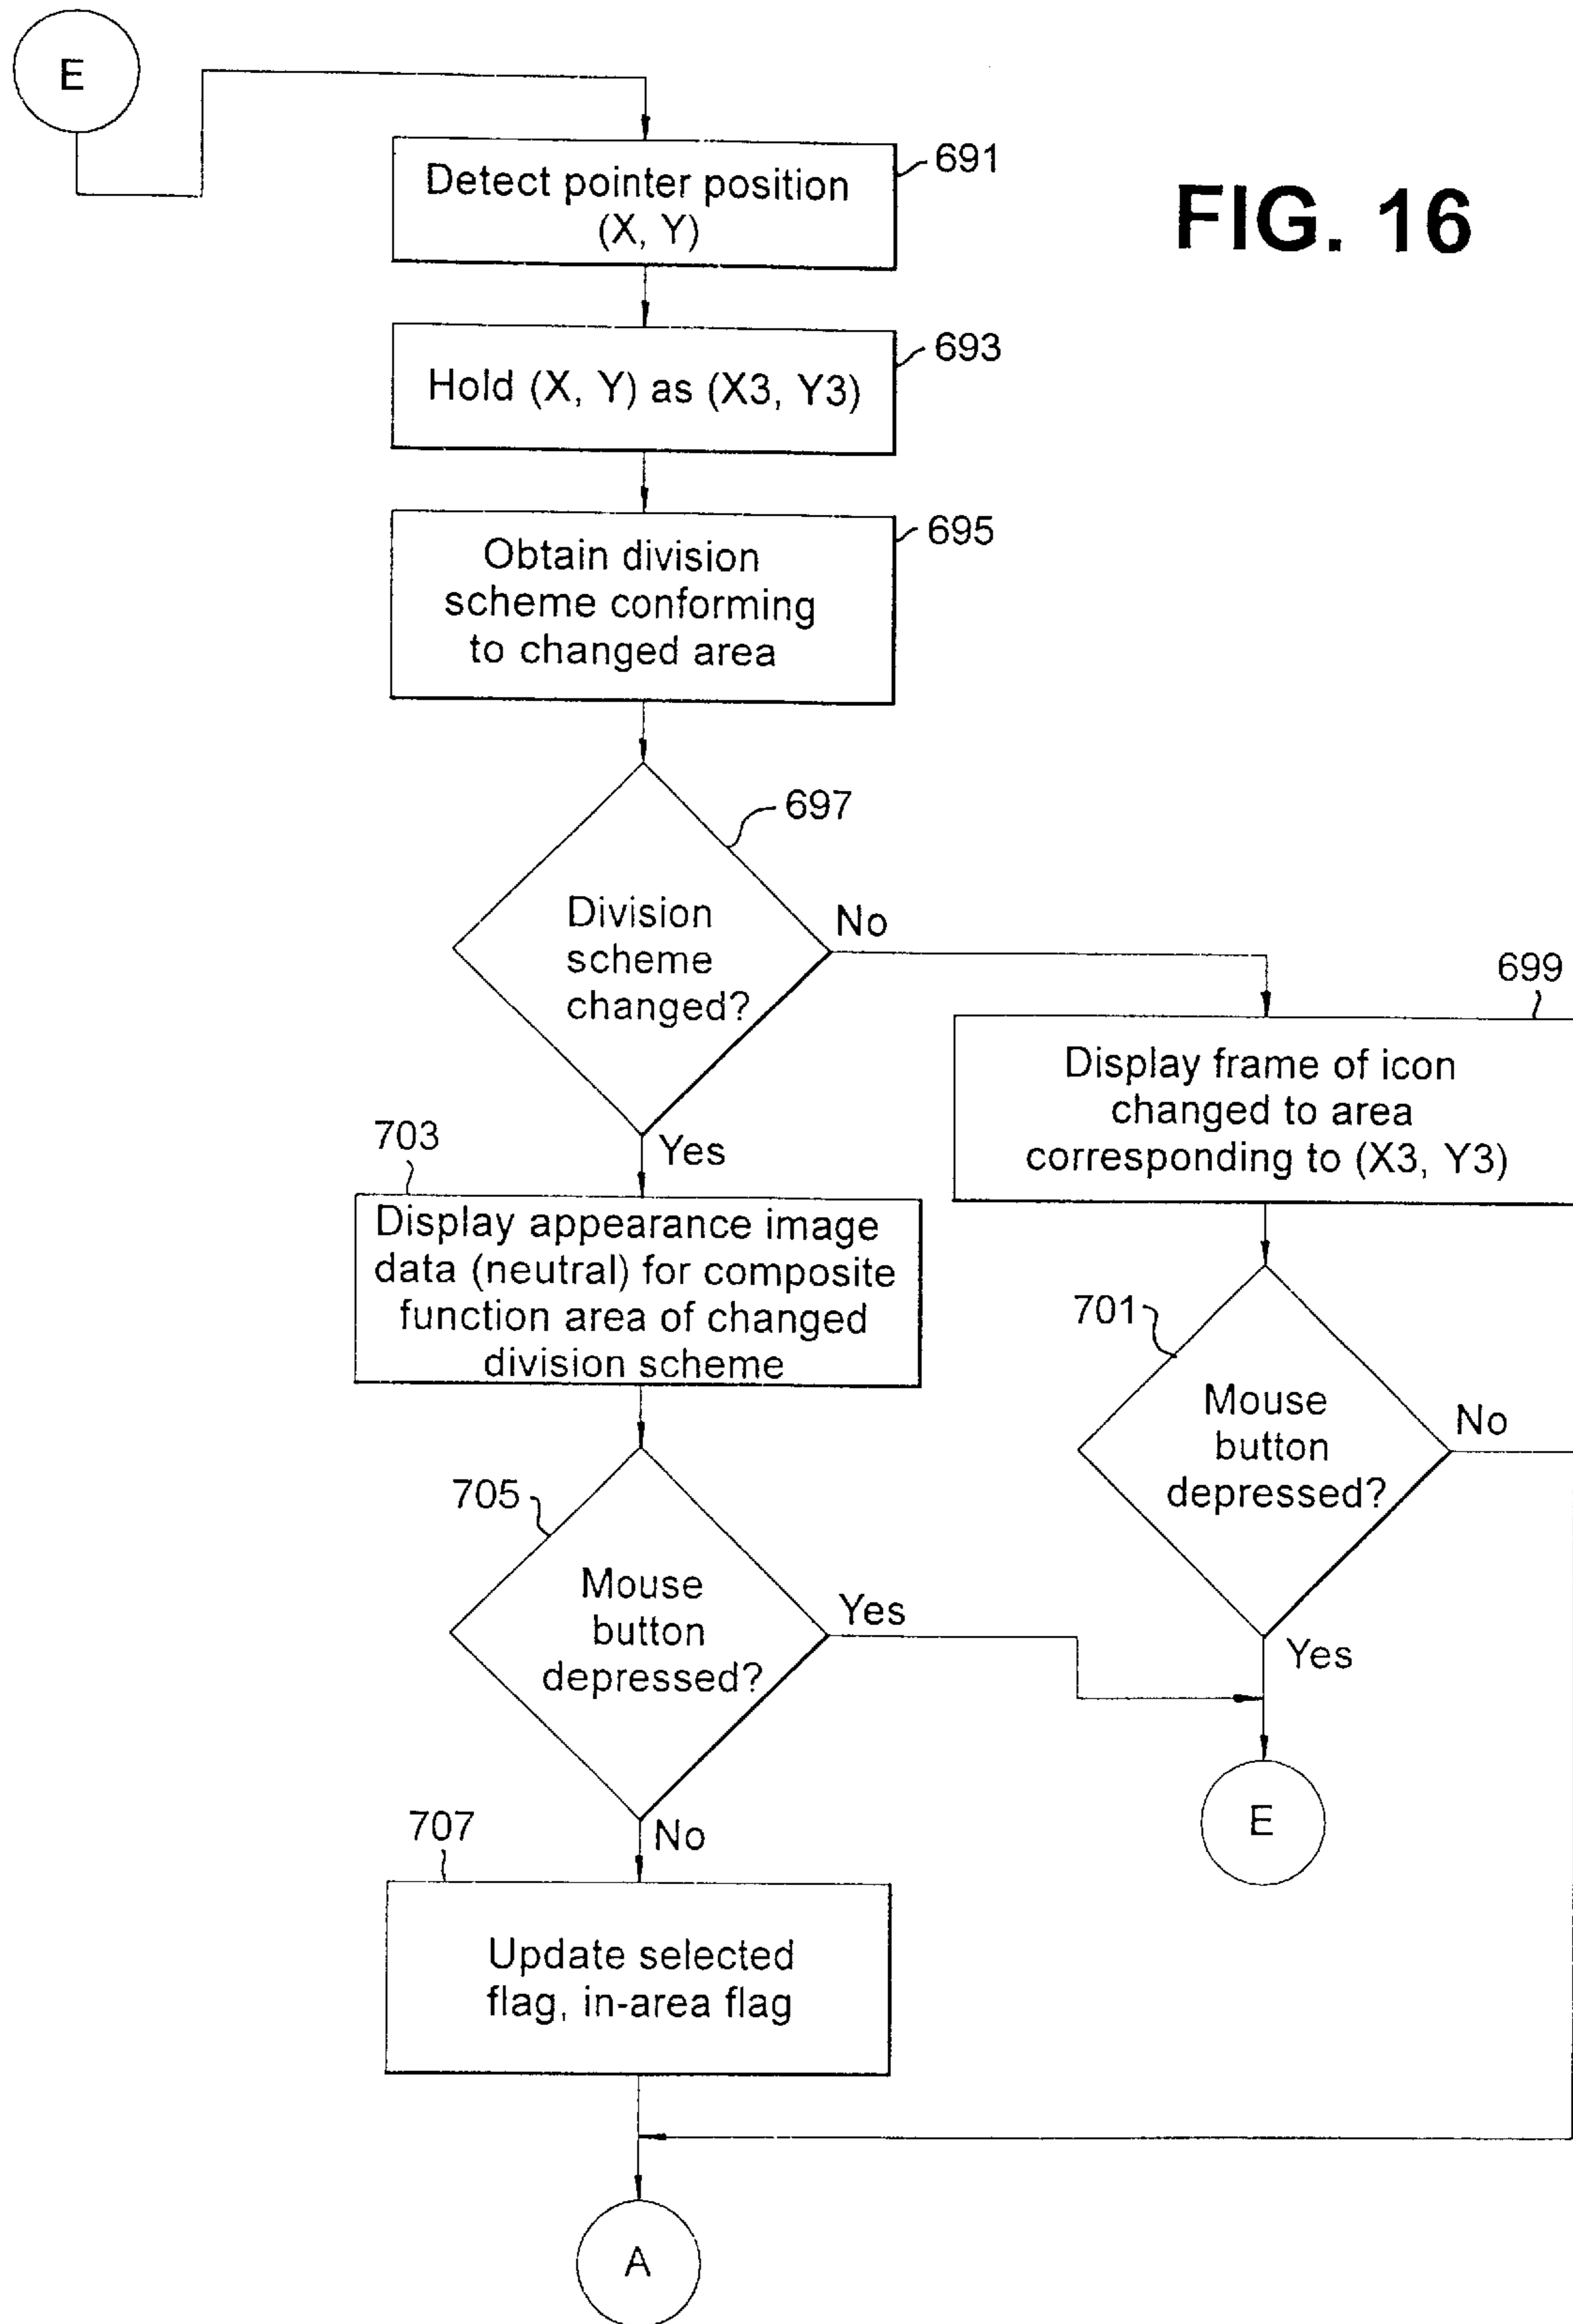 E
FIG. 16
691
Detect pointer position
(X, Y)
693
Hold (X, Y) as (X3, Y3)
695
Obtain division
scheme conforming
to changed area
697
Division
scheme
changed?
No
Yes
699
Display frame of icon
changed to area
corresponding to (X3, Y3)
703
Display appearance image
data (neutral) for composite
function area of changed
division scheme
701
Mouse
button
depressed?
No
Yes
705
Mouse
button
depressed?
Yes
No
E
707
Update selected
flag, in-area flag
A